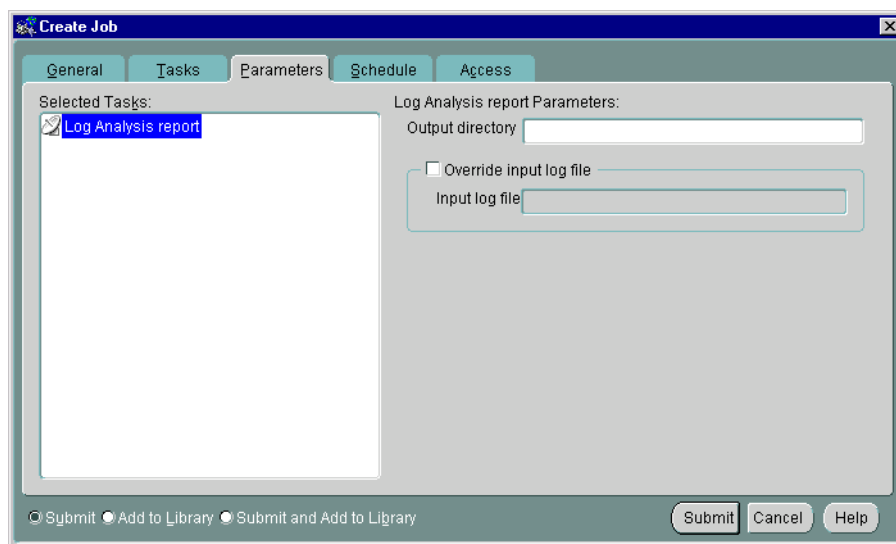 Create Job
General Tasks Parameters Schedule Access
Selected Tasks:
Log Analysis report
Log Analysis report Parameters:
Output directory
Override input log file
Input log file
Submit Add to Library Submit and Add to Library
Submit Cancel Help